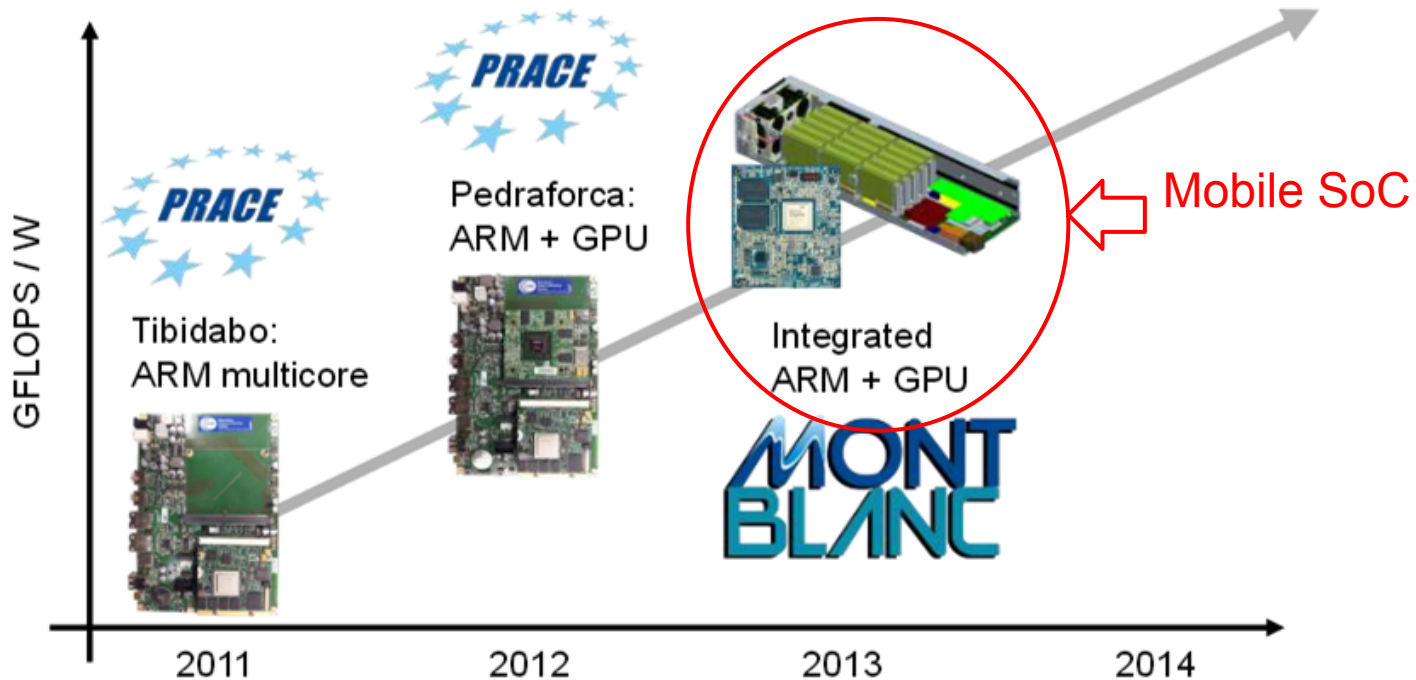 PRACE
PRACE
Pedraforca:
ARM + GPU
Mobile SoC
Tibidabo:
ARM multicore
Integrated
ARM + GPU
MONT
BLANC
GFLOPS / W
2011
2012
2013
2014